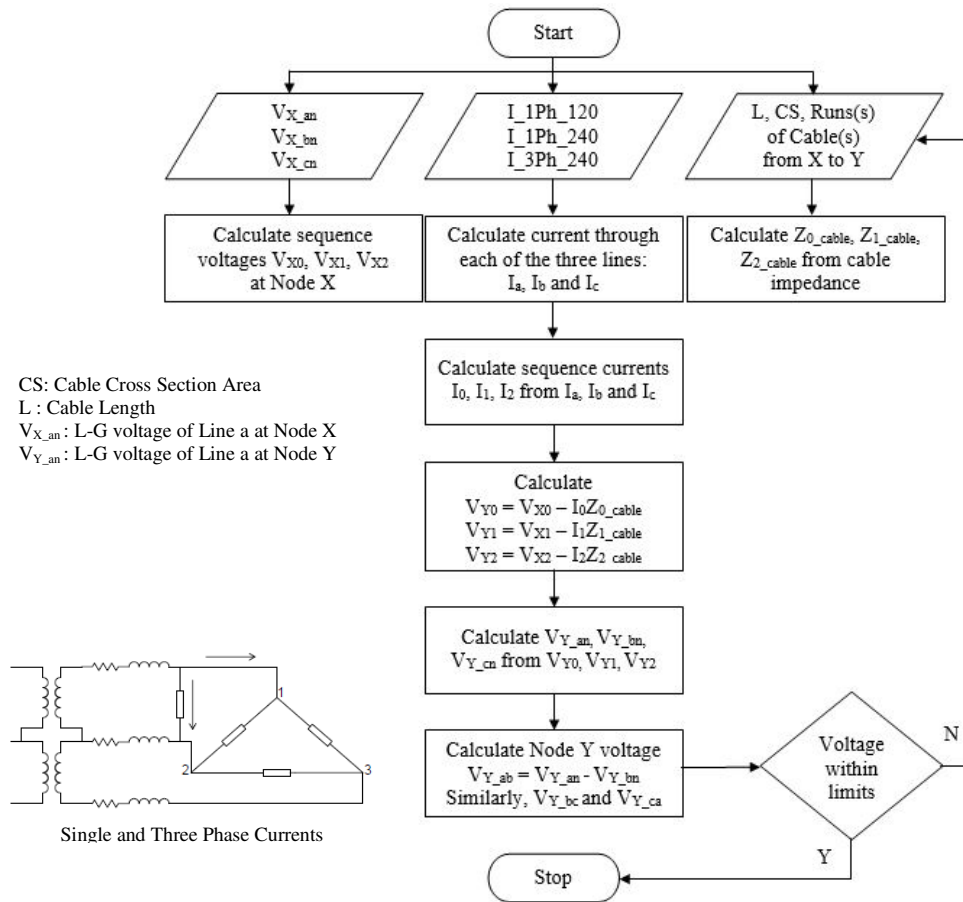 Start
V_X_an
V_X_bn
V_X_cn
I_1Ph_120
I_1Ph_240
I_3Ph_240
L, CS, Runs(s)
of Cable(s)
from X to Y
Calculate sequence
voltages V_X0, V_X1, V_X2
at Node X
Calculate current through
each of the three lines:
I_a, I_b and I_c
Calculate Z_0_cable, Z_1_cable,
Z_2_cable from cable
impedance
Calculate sequence currents
I_0, I_1, I_2 from I_a, I_b and I_c
CS: Cable Cross Section Area
L : Cable Length
V_X_an : L-G voltage of Line a at Node X
V_Y_an : L-G voltage of Line a at Node Y
Calculate
V_Y0 = V_X0 – I_0Z_0_cable
V_Y1 = V_X1 – I_1Z_1_cable
V_Y2 = V_X2 – I_2Z_2_cable
Calculate V_Y_an, V_Y_bn,
V_Y_cn from V_Y0, V_Y1, V_Y2
Calculate Node Y voltage
V_Y_ab = V_Y_an - V_Y_bn
Similarly, V_Y_bc and V_Y_ca
Voltage
within
limits
N
Y
Stop
1
2
3
Single and Three Phase Currents